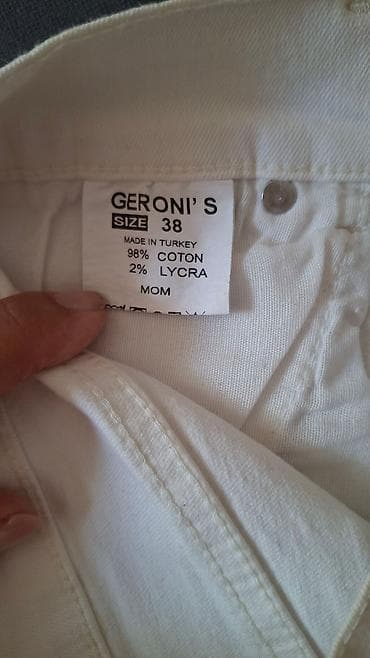 GERONI' S
SIZE 38
MADE IN TURKEY
98% COTON
2% LYCRA
MOM